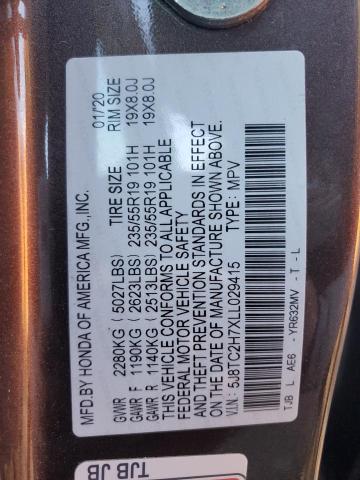 MFD.BY HONDA OF AMERICA MFG.,INC. 01/20
TIRE SIZE RIM SIZE
GVWR 2280KG (5027LBS)
GAWR F 1190KG (2623LBS) 235/55R19 101H 19X8.0J
GAWR R 1140KG (2513LBS) 235/55R19 101H 19X8.0J
THIS VEHICLE CONFORMS TO ALL APPLICABLE
FEDERAL MOTOR VEHICLE SAFETY
AND THEFT PREVENTION STANDARDS IN EFFECT
ON THE DATE OF MANUFACTURE SHOWN ABOVE.
V.I.N: 5J8TC2H7XLL029415 TYPE: MPV
TJB L AE6 - YR632MV - T - L
TJB JB